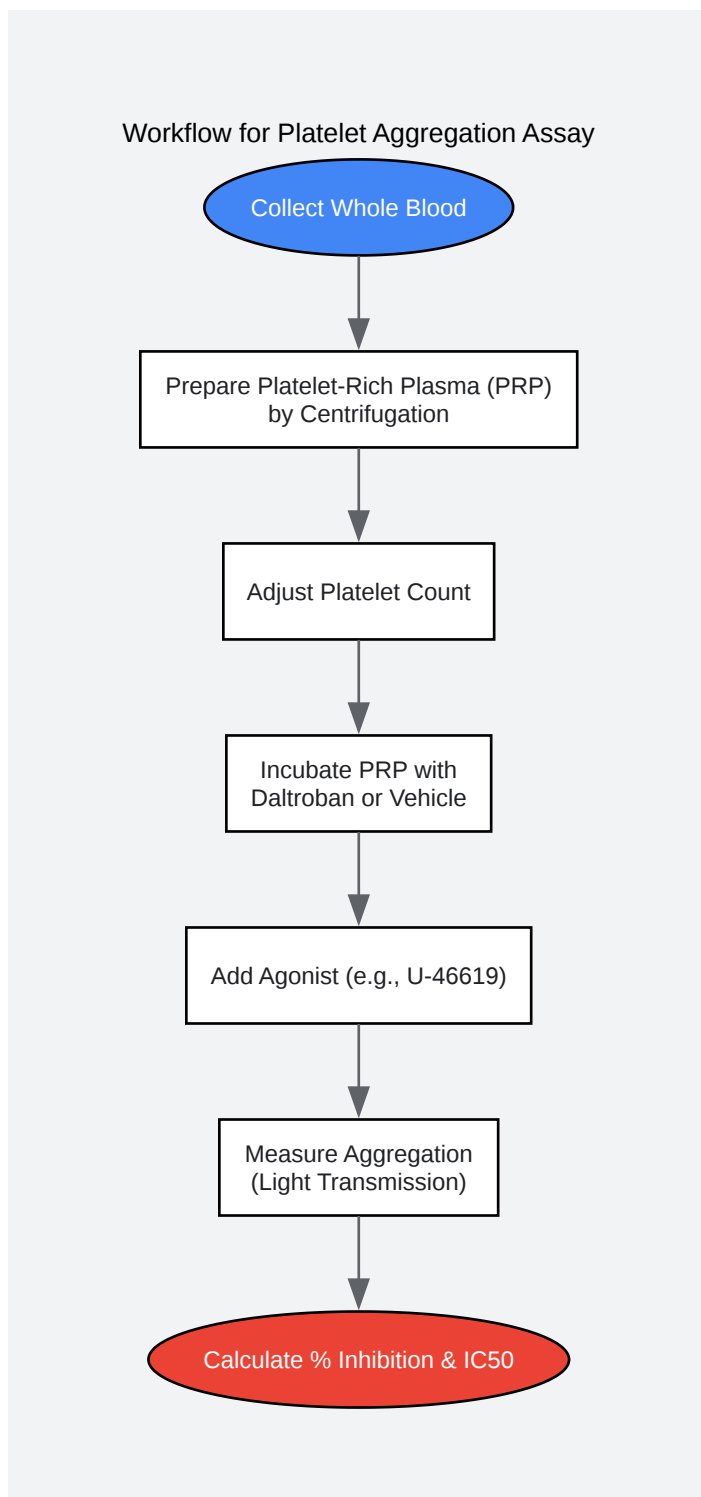 Workflow for Platelet Aggregation Assay
Collect Whole Blood
Prepare Platelet-Rich Plasma (PRP)
by Centrifugation
Adjust Platelet Count
Incubate PRP with
Daltroban or Vehicle
Add Agonist (e.g., U-46619)
Measure Aggregation
(Light Transmission)
Calculate % Inhibition & IC50